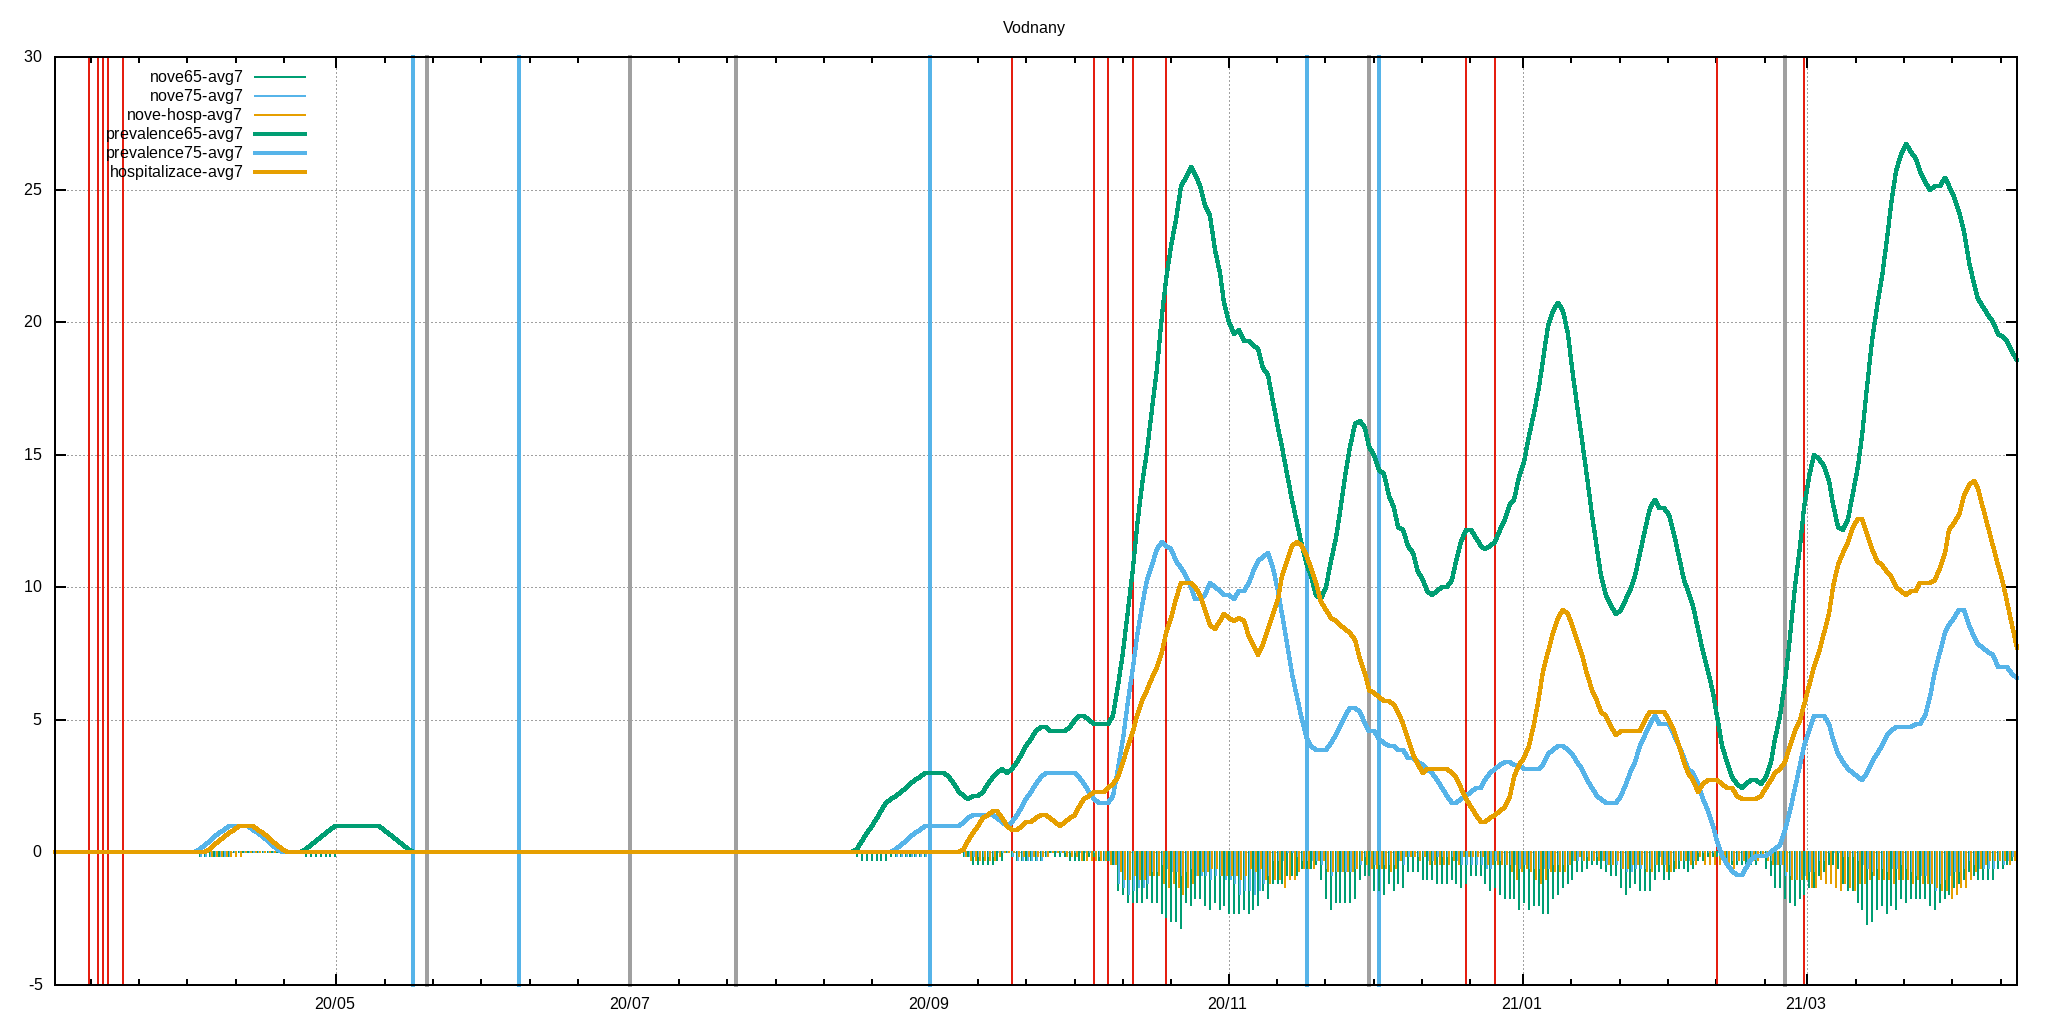 Vodnany
30
nove65-avg7
nove75-avg7
nove-hosp-avg7
prevalence65-avg7
prevalence75-avg7
hospitalizace-avg7
25
20
15
10
5
0
-5
20/05 20/07 20/09 20/11 21/01 21/03